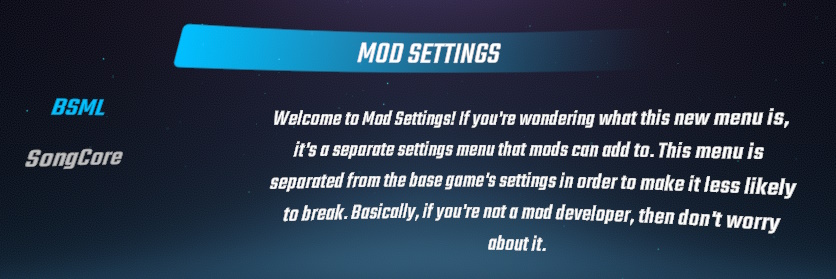 MOD SETTINGS
BSML
SongCore
Welcome to Mod Settings! If you're wondering what this new menu is,
it's a separate settings menu that mods can add to. This menu is
separated from the base game's settings in order to make it less likely
to break. Basically, if you're not a mod developer, then don't worry
about it.